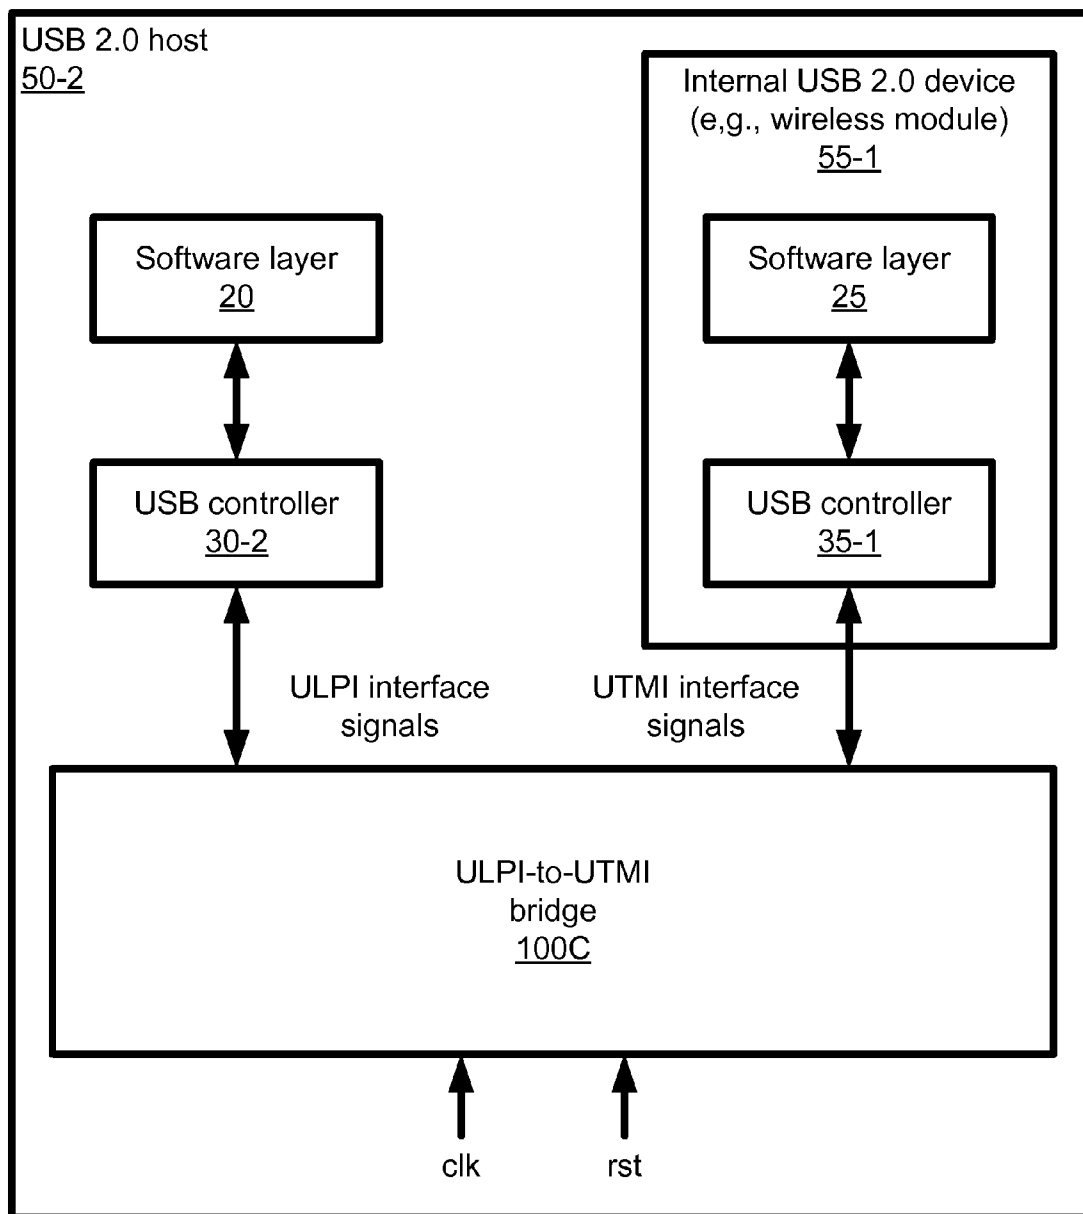 USB 2.0 host
50-2
Internal USB 2.0 device
(e,g., wireless module)
55-1
Software layer
20
Software layer
25
USB controller
30-2
USB controller
35-1
ULPI interface
signals
UTMI interface
signals
ULPI-to-UTMI
bridge
100C
clk
rst